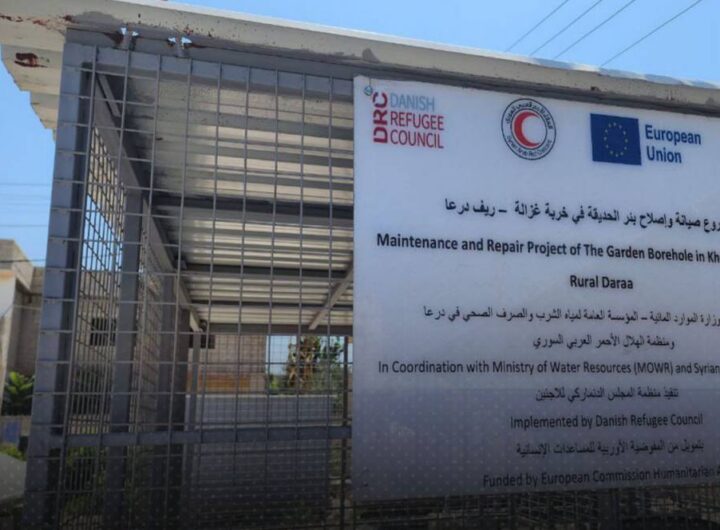 DRC DANISH
REFUGEE
COUNCIL
European
Union
صيانة وإصلاح بئر الحديقة في خربة غزالة – ريف درعا
Maintenance and Repair Project of The Garden Borehole in
Rural Daraa
وزارة الموارد المائية – المؤسسة العامة لمياه الشرب والصرف الصحي في درعا
ومنظمة الهلال الأحمر العربي السوري
In Coordination with Ministry of Water Resources (MOWR) and Syrian
تنفيذ منظمة المجلس الدنماركي للاجئين
Implemented by Danish Refugee Council
بتمويل من المفوضية الأوربية للمساعدات الإنسانية
Funded by European Commission Humanitarian